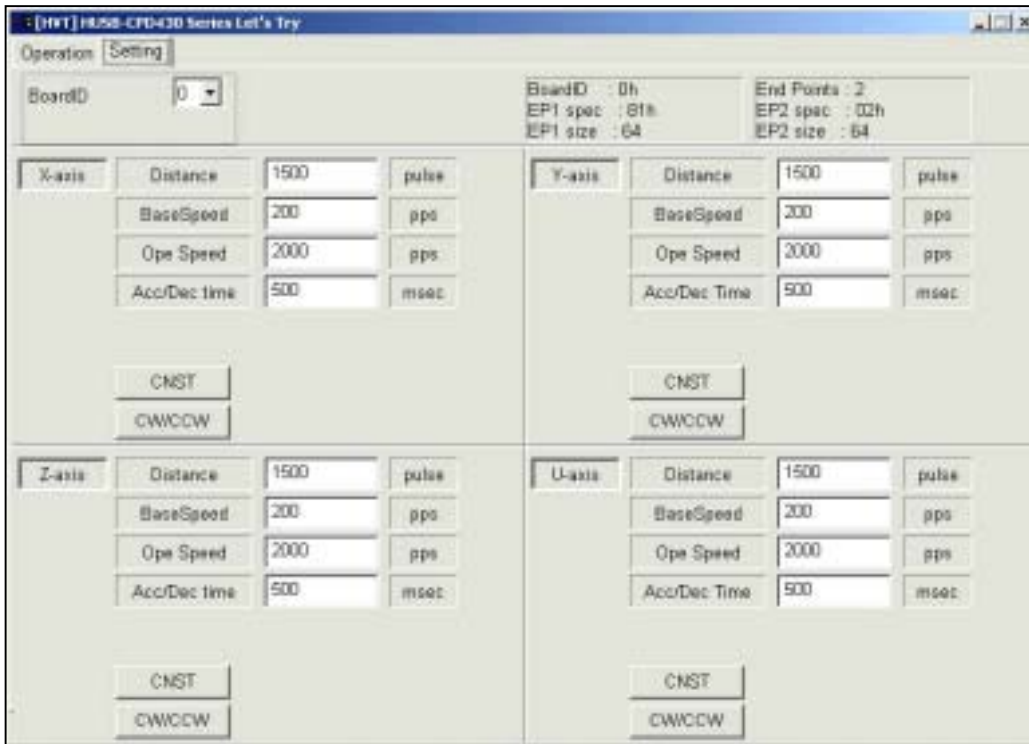 [HVT] HUSB-CPD430 Series Let's Try
Operation Setting
BoardID 0
BoardID : 0h
EP1 spec : 81h
EP1 size : 64
End Points : 2
EP2 spec : 02h
EP2 size : 64
X-axis Distance 1500 pulse
BaseSpeed 200 pps
Ope Speed 2000 pps
Acc/Dec time 500 msec
CNST
CW/CCW
Y-axis Distance 1500 pulse
BaseSpeed 200 pps
Ope Speed 2000 pps
Acc/Dec Time 500 msec
CNST
CW/CCW
Z-axis Distance 1500 pulse
BaseSpeed 200 pps
Ope Speed 2000 pps
Acc/Dec time 500 msec
CNST
CW/CCW
U-axis Distance 1500 pulse
BaseSpeed 200 pps
Ope Speed 2000 pps
Acc/Dec Time 500 msec
CNST
CW/CCW